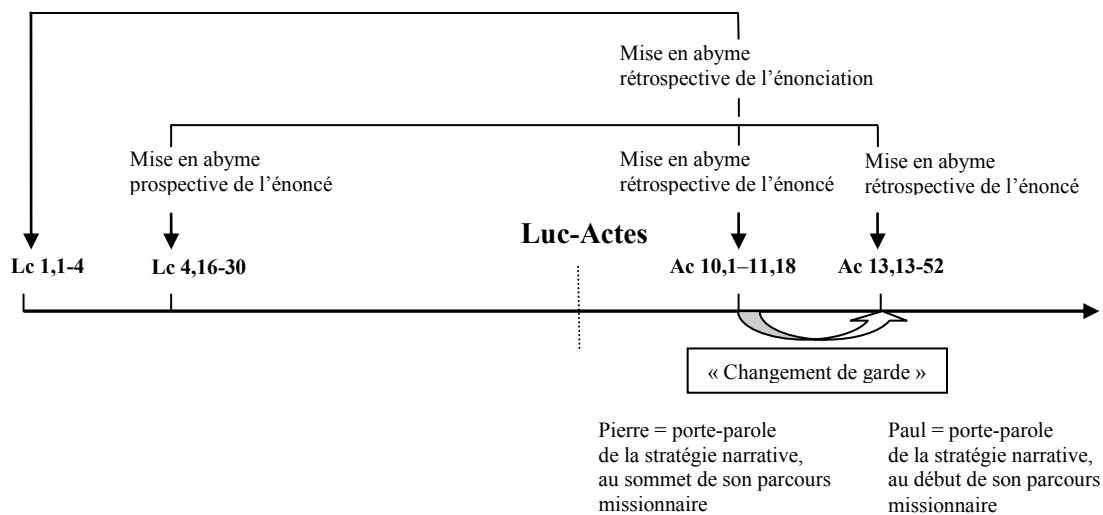 Mise en abyme
rétrospective de l’énonciation
Mise en abyme
prospective de l’énoncé
Mise en abyme
rétrospective de l’énoncé
Mise en abyme
rétrospective de l’énoncé
Luc-Actes
Lc 1,1-4
Lc 4,16-30
Ac 10,1–11,18
Ac 13,13-52
« Changement de garde »
Pierre = porte-parole
de la stratégie narrative,
au sommet de son parcours
missionnaire
Paul = porte-parole
de la stratégie narrative,
au début de son parcours
missionnaire